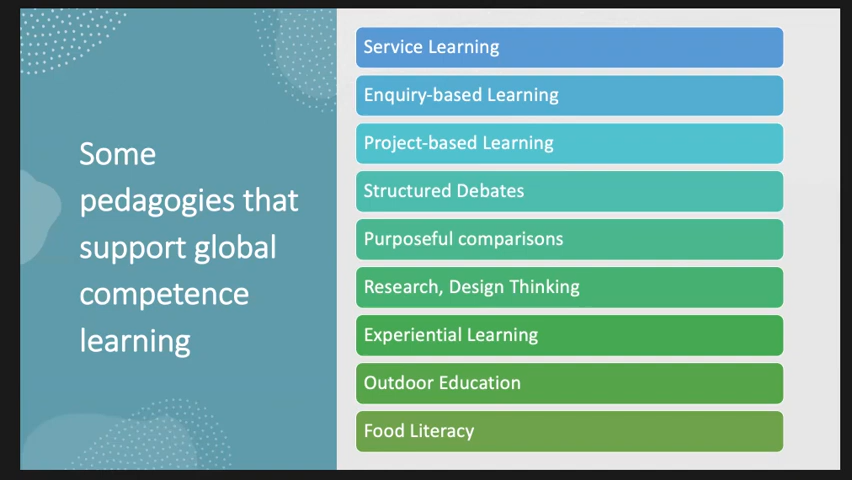 Some
pedagogies that
support global
competence
learning
Service Learning
Enquiry-based Learning
Project-based Learning
Structured Debates
Purposeful comparisons
Research, Design Thinking
Experiential Learning
Outdoor Education
Food Literacy